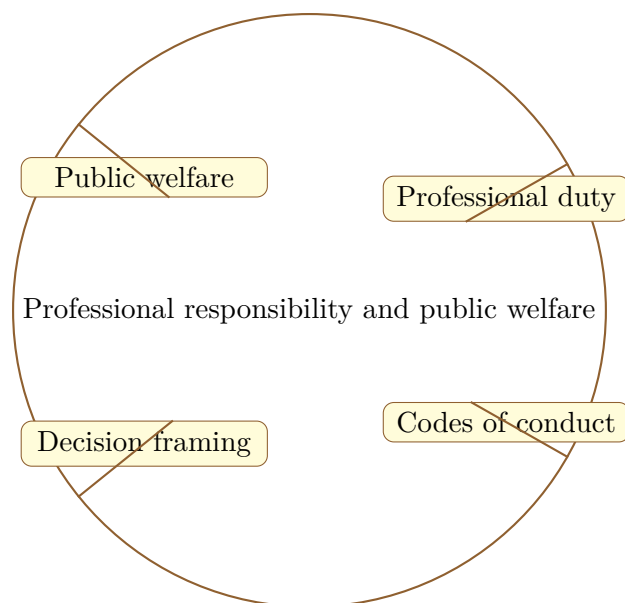 Public welfare
Professional duty
Professional responsibility and public welfare
Decision framing
Codes of conduct